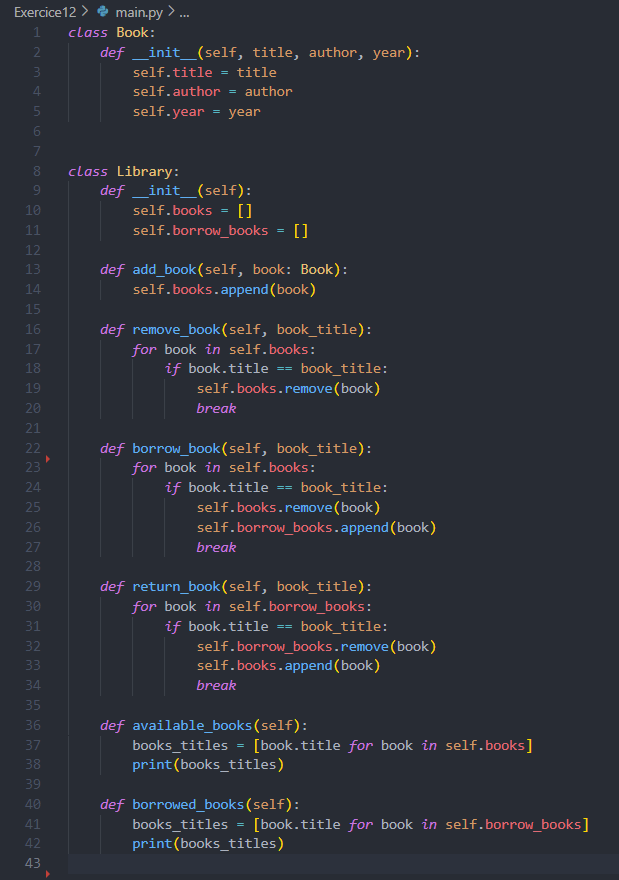 Exercice12 > main.py > ...
1 class Book:
2     def __init__(self, title, author, year):
3         self.title = title
4         self.author = author
5         self.year = year
6
7
8 class Library:
9     def __init__(self):
10         self.books = []
11         self.borrow_books = []
12
13     def add_book(self, book: Book):
14         self.books.append(book)
15
16     def remove_book(self, book_title):
17         for book in self.books:
18             if book.title == book_title:
19                 self.books.remove(book)
20                 break
21
22     def borrow_book(self, book_title):
23         for book in self.books:
24             if book.title == book_title:
25                 self.books.remove(book)
26                 self.borrow_books.append(book)
27                 break
28
29     def return_book(self, book_title):
30         for book in self.borrow_books:
31             if book.title == book_title:
32                 self.borrow_books.remove(book)
33                 self.books.append(book)
34                 break
35
36     def available_books(self):
37         books_titles = [book.title for book in self.books]
38         print(books_titles)
39
40     def borrowed_books(self):
41         books_titles = [book.title for book in self.borrow_books]
42         print(books_titles)
43